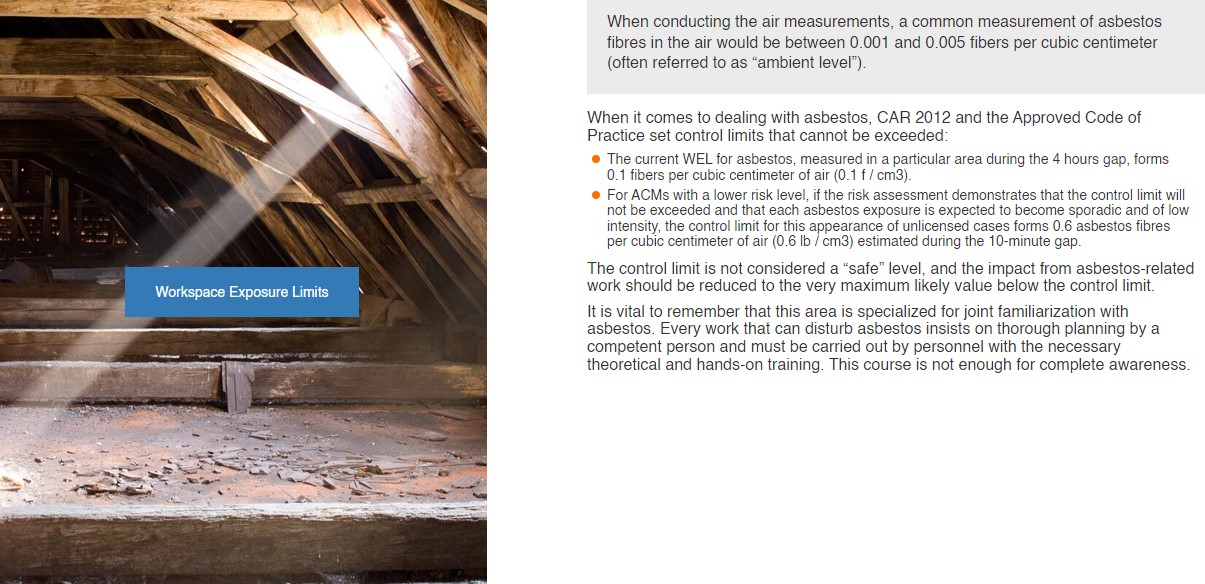 When conducting the air measurements, a common measurement of asbestos
fibres in the air would be between 0.001 and 0.005 fibers per cubic centimeter
(often referred to as “ambient level”).
When it comes to dealing with asbestos, CAR 2012 and the Approved Code of
Practice set control limits that cannot be exceeded:
The current WEL for asbestos, measured in a particular area during the 4 hours gap, forms
0.1 fibers per cubic centimeter of air (0.1 f / cm3).
For ACMs with a lower risk level, if the risk assessment demonstrates that the control limit will
not be exceeded and that each asbestos exposure is expected to become sporadic and of low
intensity, the control limit for this appearance of unlicensed cases forms 0.6 asbestos fibres
per cubic centimeter of air (0.6 lb / cm3) estimated during the 10-minute gap.
The control limit is not considered a “safe” level, and the impact from asbestos-related
work should be reduced to the very maximum likely value below the control limit.
It is vital to remember that this area is specialized for joint familiarization with
asbestos. Every work that can disturb asbestos insists on thorough planning by a
competent person and must be carried out by personnel with the necessary
theoretical and hands-on training. This course is not enough for complete awareness.
Workspace Exposure Limits